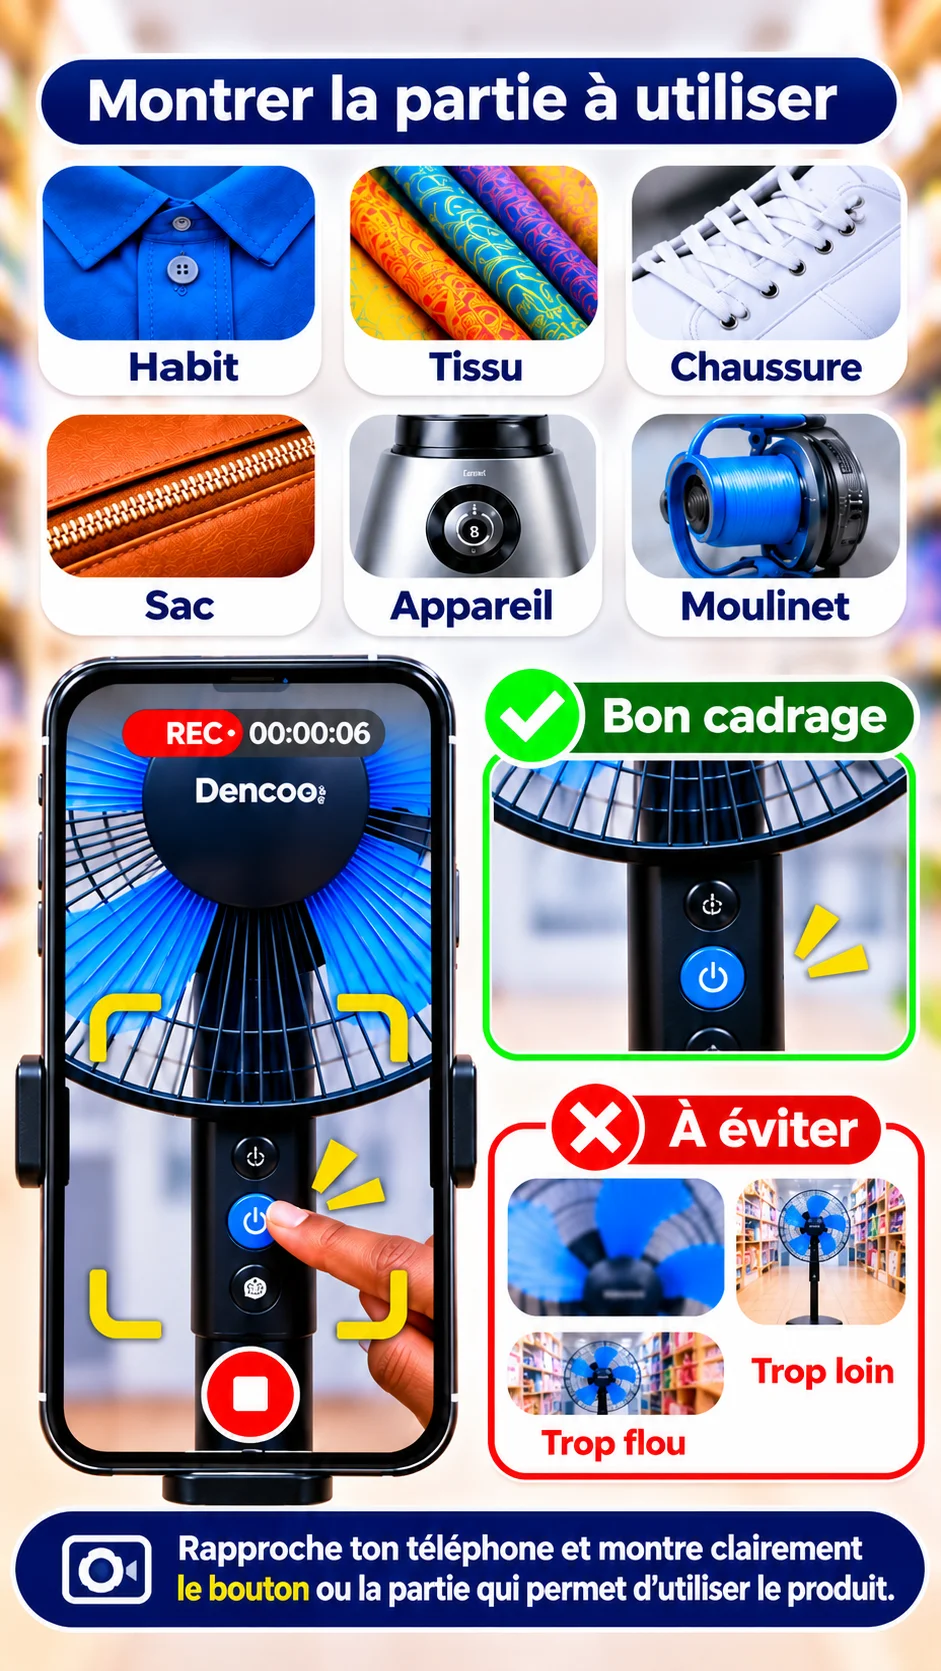 Montrer la partie à utiliser
Habit
Tissu
Chaussure
8
Sac
Appareil
Moulinet
REC • 00:00:06
Dencoo
Bon cadrage
À éviter
Trop loin
Trop flou
Rapproche ton téléphone et montre clairement
le bouton ou la partie qui permet d'utiliser le produit.